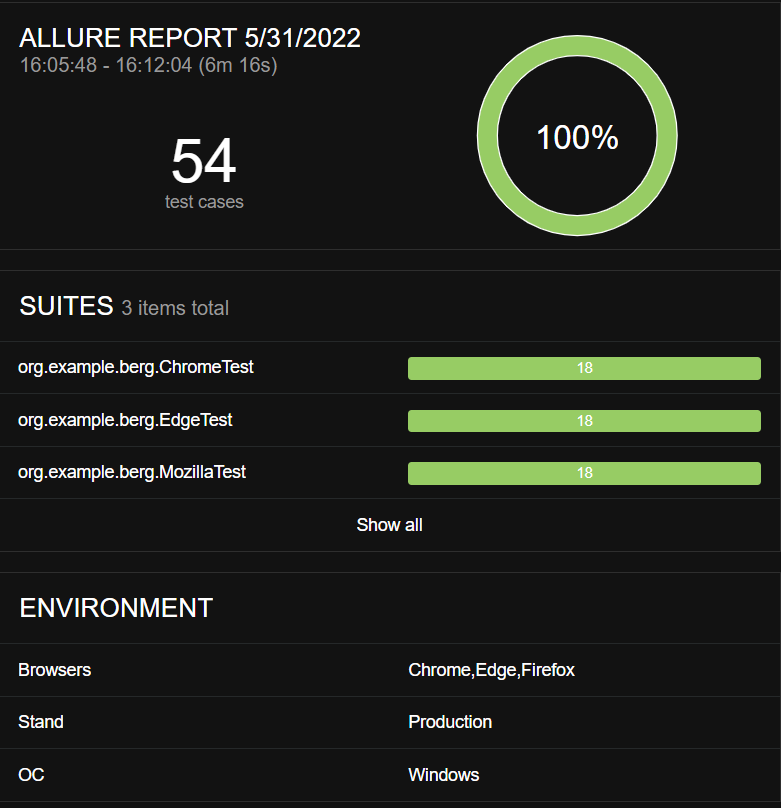 ALLURE REPORT 5/31/2022
16:05:48 - 16:12:04 (6m 16s)
54
test cases
100%
SUITES 3 items total
org.example.berg.ChromeTest 18
org.example.berg.EdgeTest 18
org.example.berg.MozillaTest 18
Show all
ENVIRONMENT
Browsers Chrome,Edge,Firefox
Stand Production
OC Windows